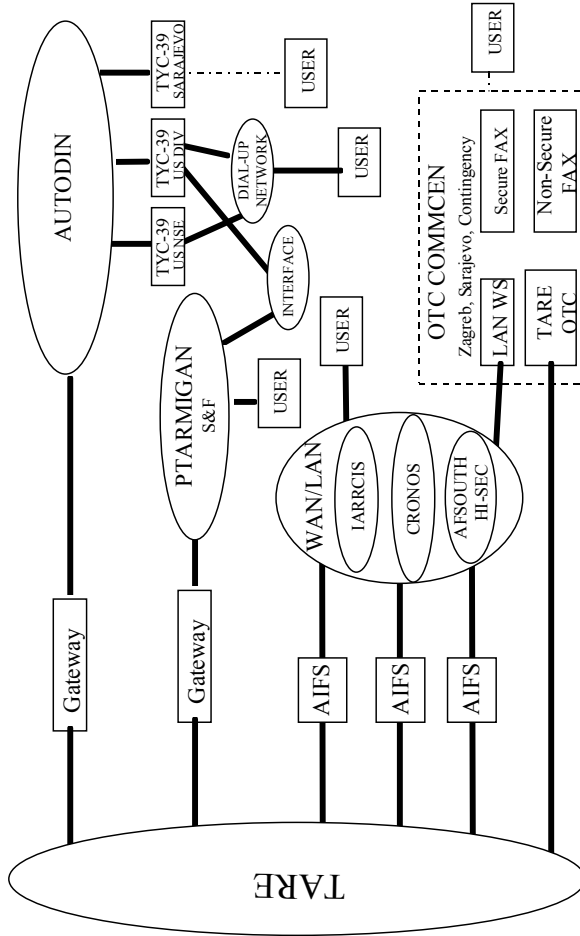 TARE
Gateway
Gateway
AIFS
AIFS
AIFS
AUTODIN
PTARMIGAN
S&F
WAN/LAN
IARRCIS
CRONOS
AFSOUTH
HI-SEC
TYC-39
US NSE
TYC-39
US DIV
TYC-39
SARAJEVO
INTERFACE
DIAL-UP
NETWORK
USER
USER
USER
USER
OTC COMMCEN
Zagreb, Sarajevo, Contingency
LAN WS
Secure FAX
TARE
OTC
Non-Secure
FAX
USER